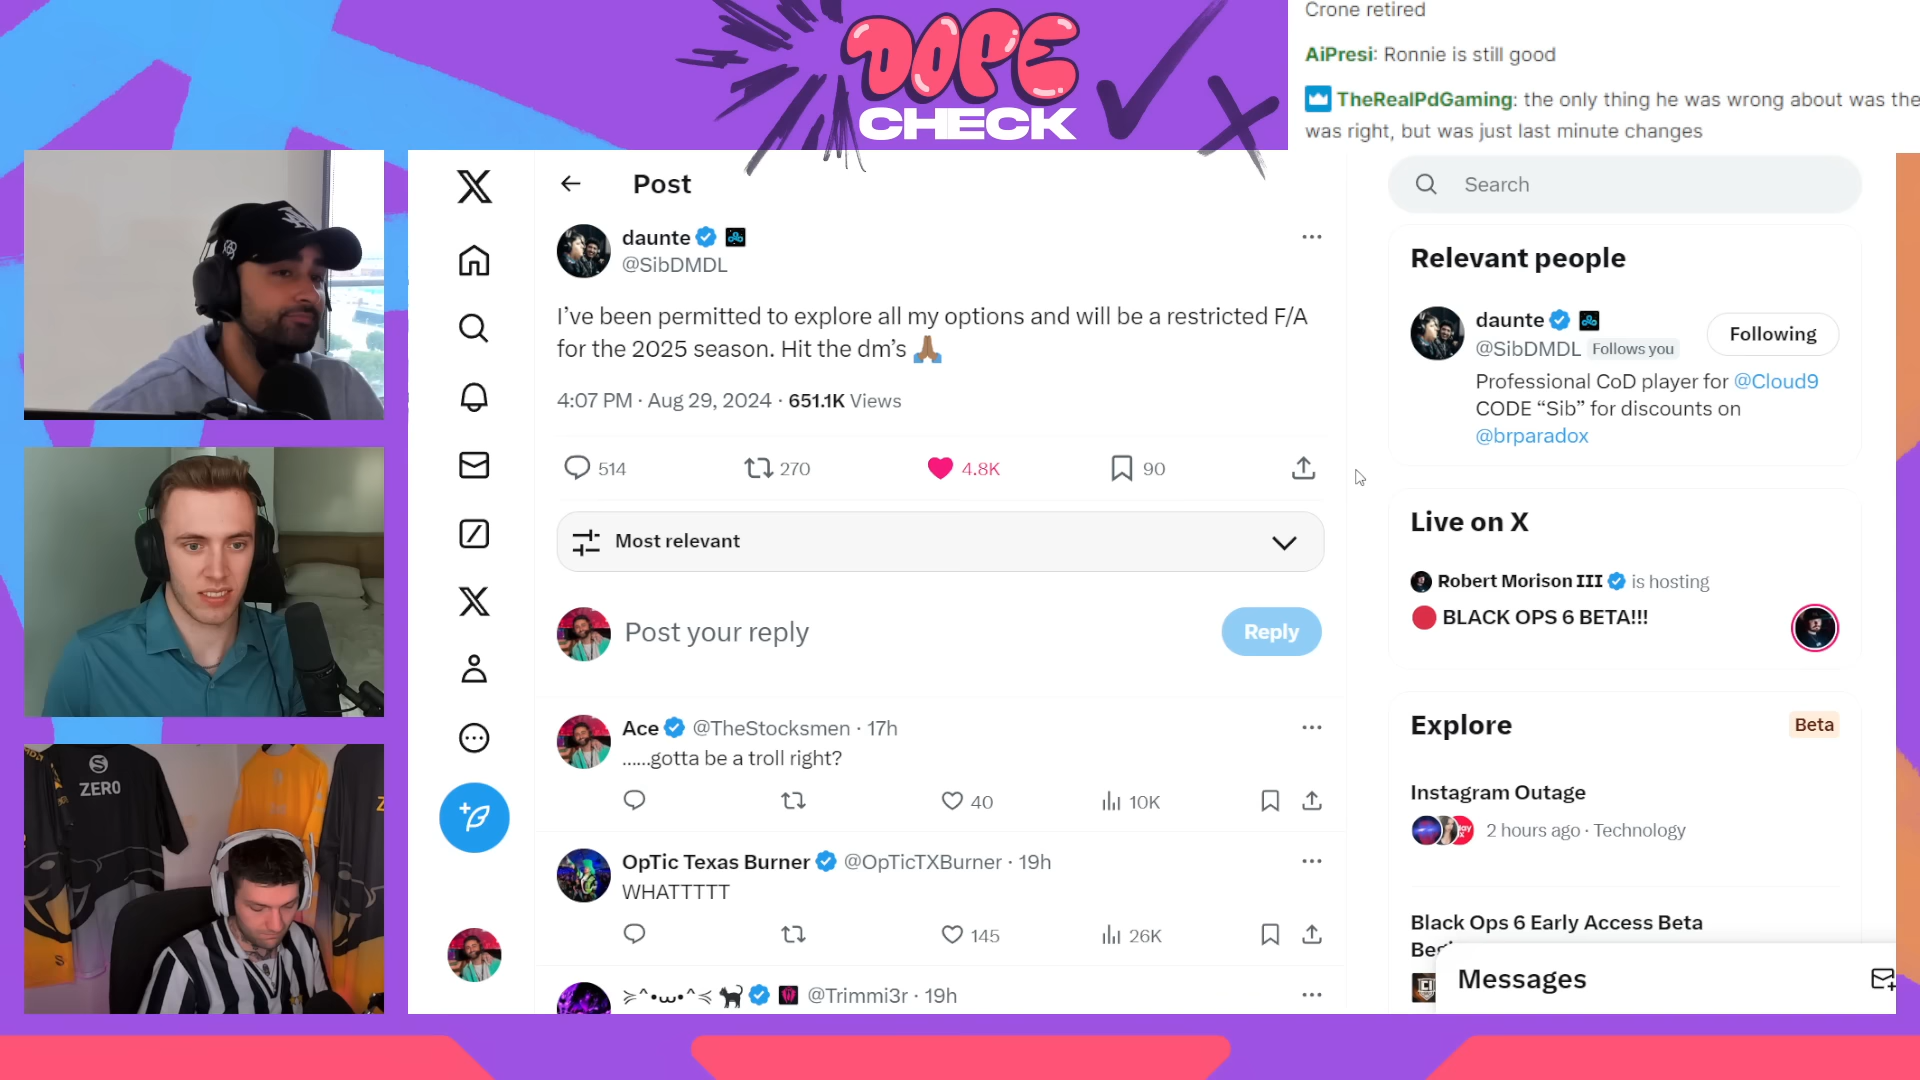 DOPE
CHECK
Crone retired
AiPresi: Ronnie is still good
TheRealPdGaming: the only thing he was wrong about was the
was right, but was just last minute changes
Post
daunte
@SibDMDL
I’ve been permitted to explore all my options and will be a restricted F/A
for the 2025 season. Hit the dm’s 🙏🏾
4:07 PM · Aug 29, 2024 · 651.1K Views
514 270 4.8K 90
Most relevant
Post your reply
Reply
Ace @TheStocksmen · 17h
......gotta be a troll right?
40 10K
OpTic Texas Burner @OpTicTXBurner · 19h
WHATTTTT
145 26K
≽^•⩊•^≼ 🐈‍⬛ @Trimmi3r · 19h
Search
Relevant people
daunte
@SibDMDL Follows you
Following
Professional CoD player for @Cloud9
CODE “Sib” for discounts on
@brparadox
Live on X
Robert Morison III is hosting
BLACK OPS 6 BETA!!!
Explore
Beta
Instagram Outage
2 hours ago · Technology
Black Ops 6 Early Access Beta
Messages
ZERO